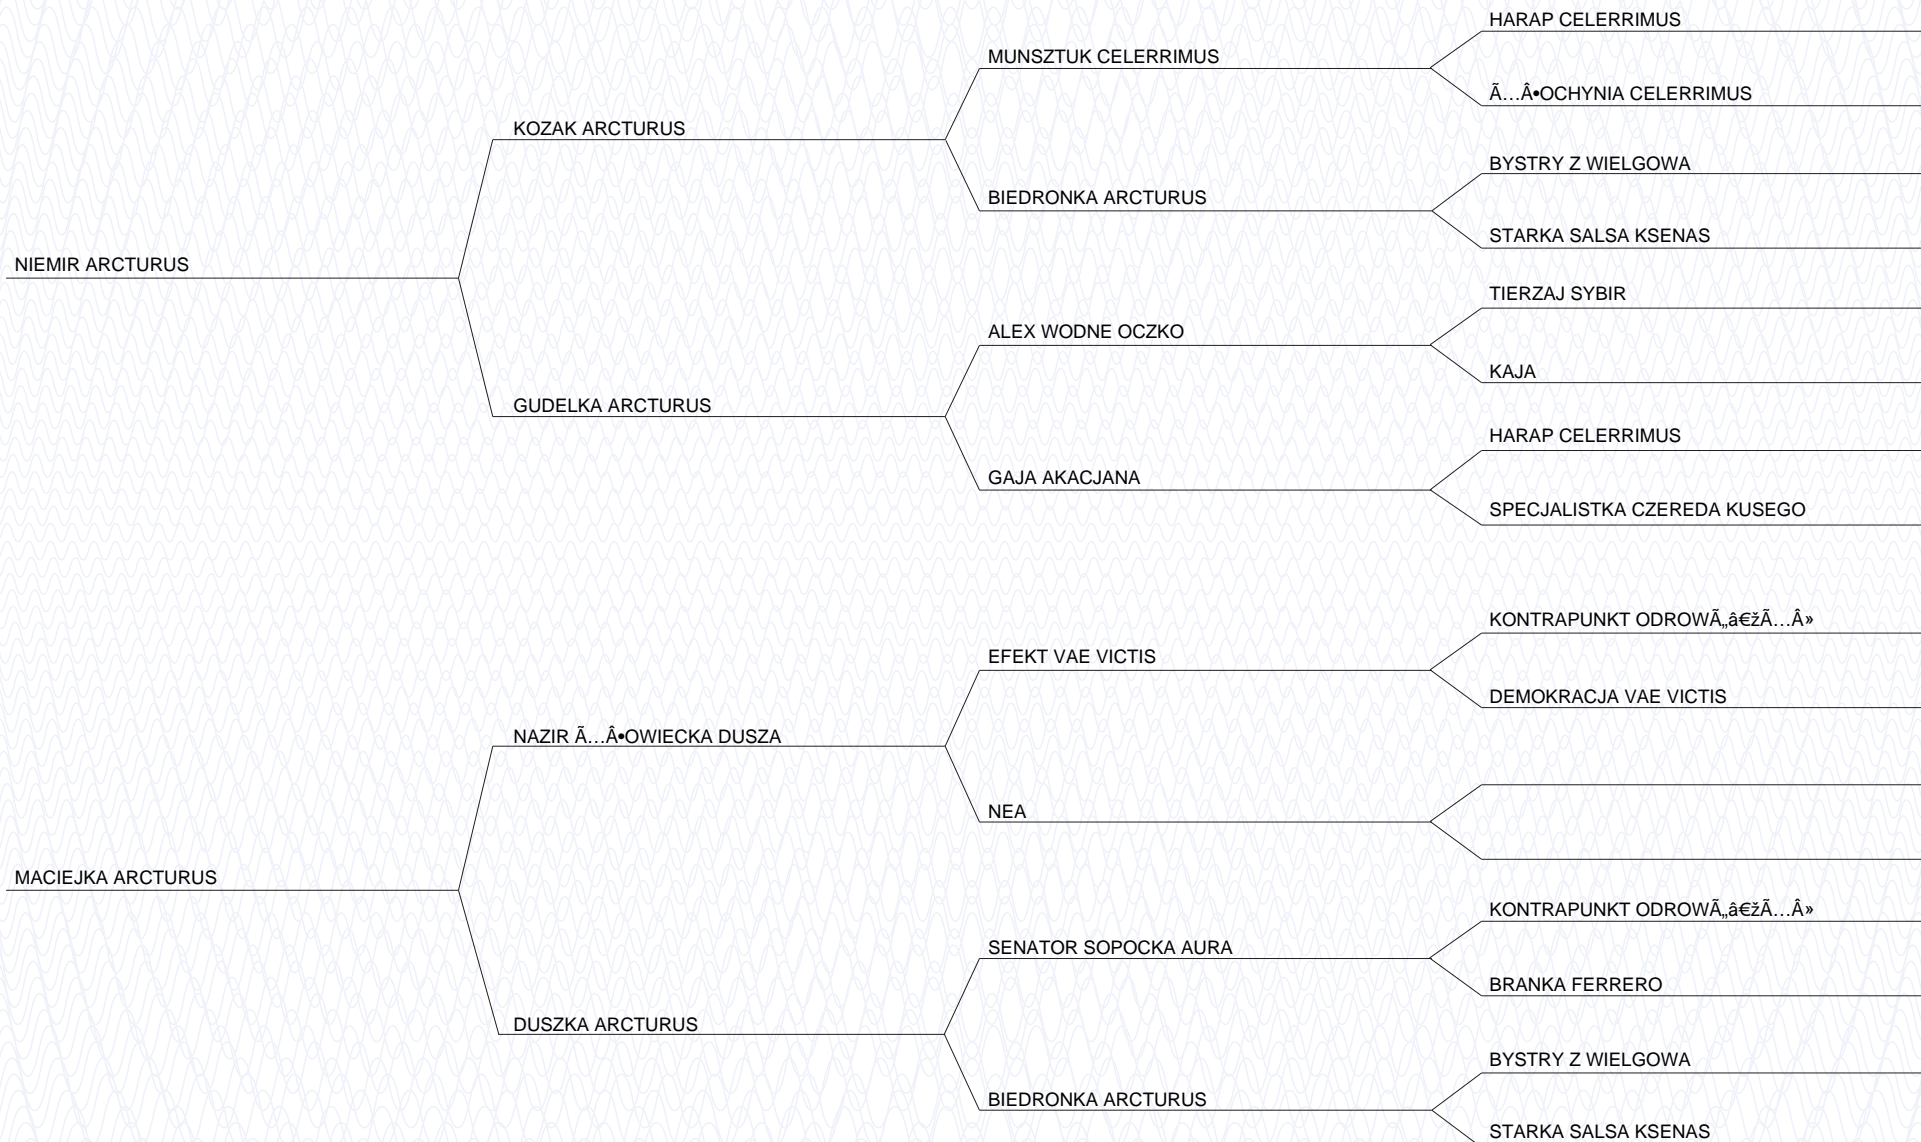 HARAP CELERRIMUS
MUNSZTUK CELERRIMUS
Ã…Â•OCHYNIA CELERRIMUS
KOZAK ARCTURUS
BYSTRY Z WIELGOWA
BIEDRONKA ARCTURUS
STARKA SALSA KSENAS
NIEMIR ARCTURUS
TIERZAJ SYBIR
ALEX WODNE OCZKO
KAJA
GUDELKA ARCTURUS
HARAP CELERRIMUS
GAJA AKACJANA
SPECJALISTKA CZEREDA KUSEGO
KONTRAPUNKT ODROWÃ„â€žÃ…Â»
EFEKT VAE VICTIS
DEMOKRACJA VAE VICTIS
NAZIR Ã…Â•OWIECKA DUSZA
NEA
MACIEJKA ARCTURUS
KONTRAPUNKT ODROWÃ„â€žÃ…Â»
SENATOR SOPOCKA AURA
BRANKA FERRERO
DUSZKA ARCTURUS
BYSTRY Z WIELGOWA
BIEDRONKA ARCTURUS
STARKA SALSA KSENAS